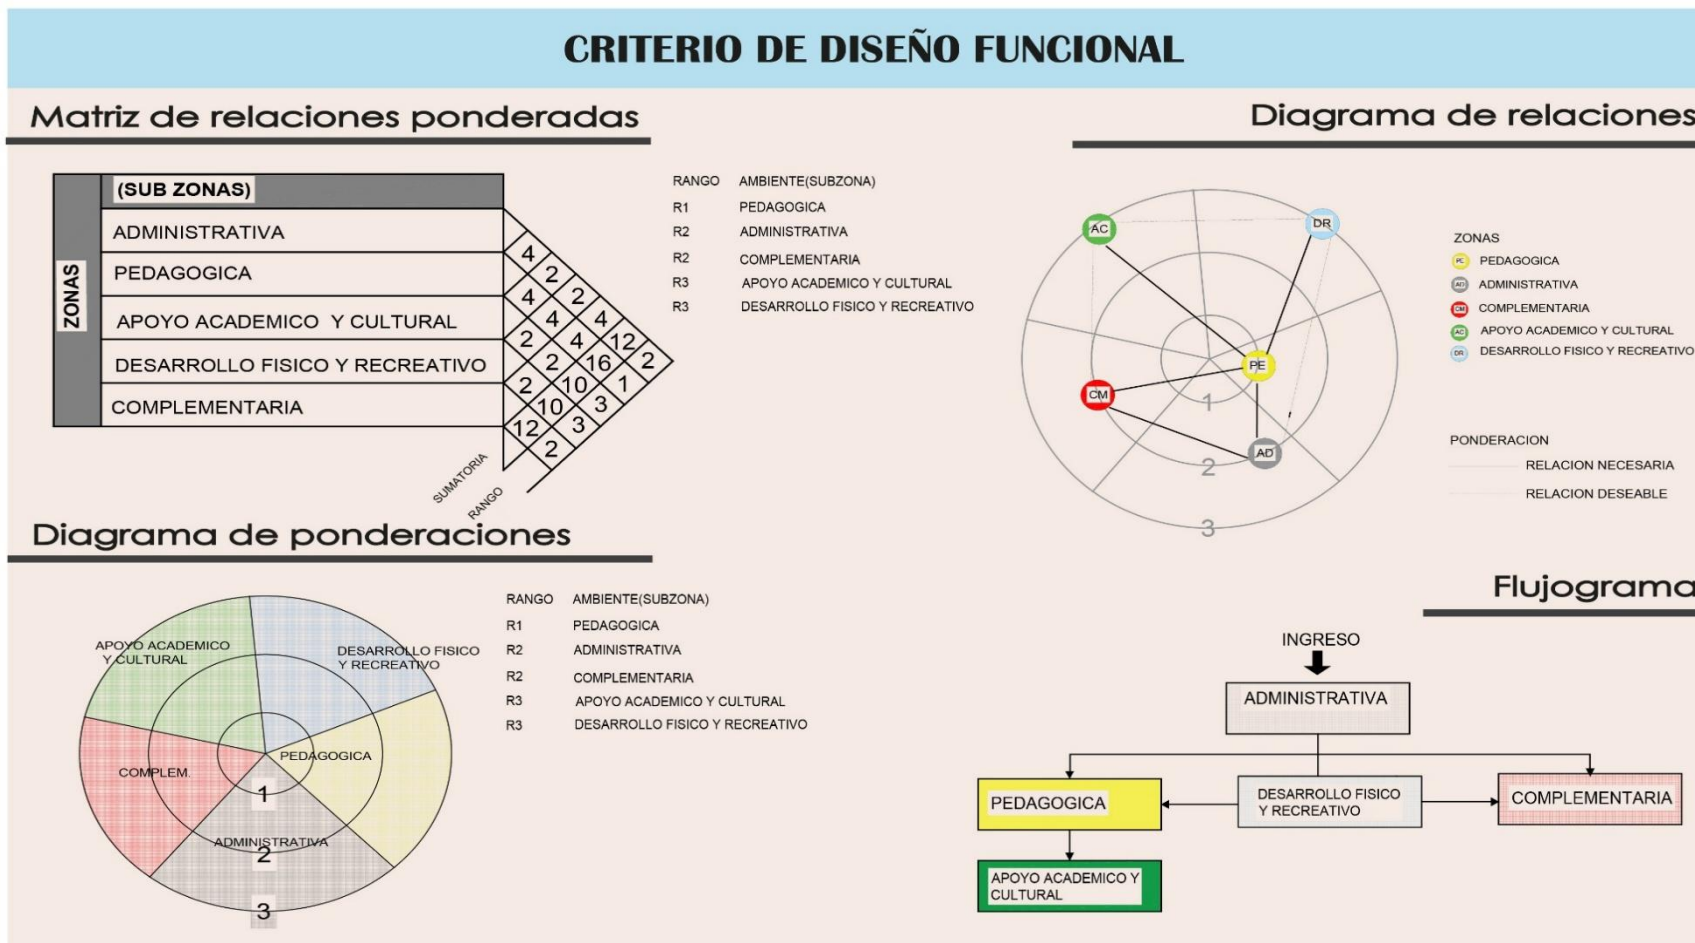 CRITERIO DE DISEÑO FUNCIONAL
Matriz de relaciones ponderadas
ZONAS
(SUB ZONAS)
ADMINISTRATIVA
PEDAGOGICA
APOYO ACADEMICO Y CULTURAL
DESARROLLO FISICO Y RECREATIVO
COMPLEMENTARIA
4
2
4 2
4 4
2 4 12
2 16 2
2 10 1
10 3
12 3
2
SUMATORIA
RANGO
RANGO AMBIENTE(SUBZONA)
R1 PEDAGOGICA
R2 ADMINISTRATIVA
R2 COMPLEMENTARIA
R3 APOYO ACADEMICO Y CULTURAL
R3 DESARROLLO FISICO Y RECREATIVO
Diagrama de relaciones
AC
DR
PE
CM
AD
1
2
3
ZONAS
PE PEDAGOGICA
AD ADMINISTRATIVA
CM COMPLEMENTARIA
AC APOYO ACADEMICO Y CULTURAL
DR DESARROLLO FISICO Y RECREATIVO
PONDERACION
RELACION NECESARIA
RELACION DESEABLE
Diagrama de ponderaciones
APOYO ACADEMICO
Y CULTURAL
DESARROLLO FISICO
Y RECREATIVO
PEDAGOGICA
COMPLEM.
1
ADMINISTRATIVA
2
3
RANGO AMBIENTE(SUBZONA)
R1 PEDAGOGICA
R2 ADMINISTRATIVA
R2 COMPLEMENTARIA
R3 APOYO ACADEMICO Y CULTURAL
R3 DESARROLLO FISICO Y RECREATIVO
Flujograma
INGRESO
ADMINISTRATIVA
PEDAGOGICA
DESARROLLO FISICO
Y RECREATIVO
COMPLEMENTARIA
APOYO ACADEMICO Y
CULTURAL